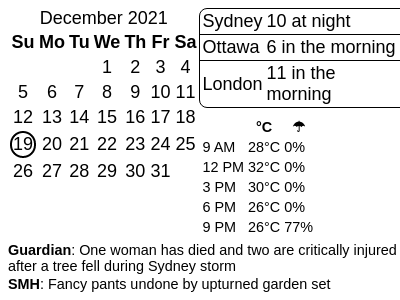 December 2021
Su Mo Tu We Th Fr Sa
1 2 3 4
5 6 7 8 9 10 11
12 13 14 15 16 17 18
19 20 21 22 23 24 25
26 27 28 29 30 31
Sydney 10 at night
Ottawa 6 in the morning
London 11 in the
morning
°C ☂
9 AM 28°C 0%
12 PM 32°C 0%
3 PM 30°C 0%
6 PM 26°C 0%
9 PM 26°C 77%
Guardian: One woman has died and two are critically injured
after a tree fell during Sydney storm
SMH: Fancy pants undone by upturned garden set